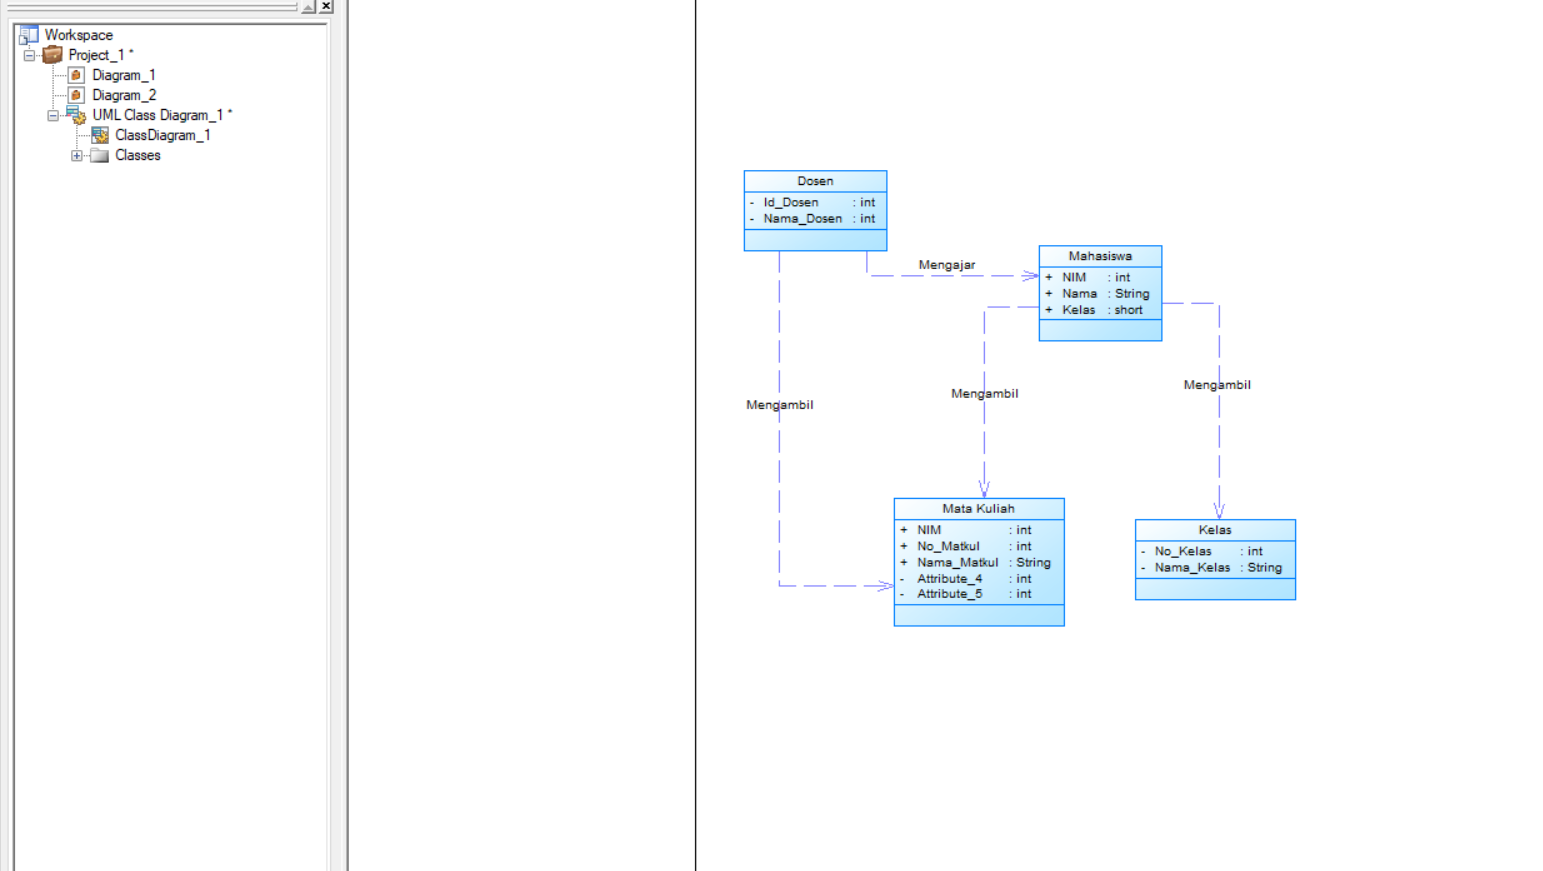 Workspace
Project_1 *
Diagram_1
Diagram_2
UML Class Diagram_1 *
ClassDiagram_1
Classes
Dosen
- Id_Dosen : int
- Nama_Dosen : int
Mengajar
Mahasiswa
+ NIM : int
+ Nama : String
+ Kelas : short
Mengambil
Mengambil
Mengambil
Mata Kuliah
+ NIM : int
+ No_Matkul : int
+ Nama_Matkul : String
- Attribute_4 : int
- Attribute_5 : int
Kelas
- No_Kelas : int
- Nama_Kelas : String